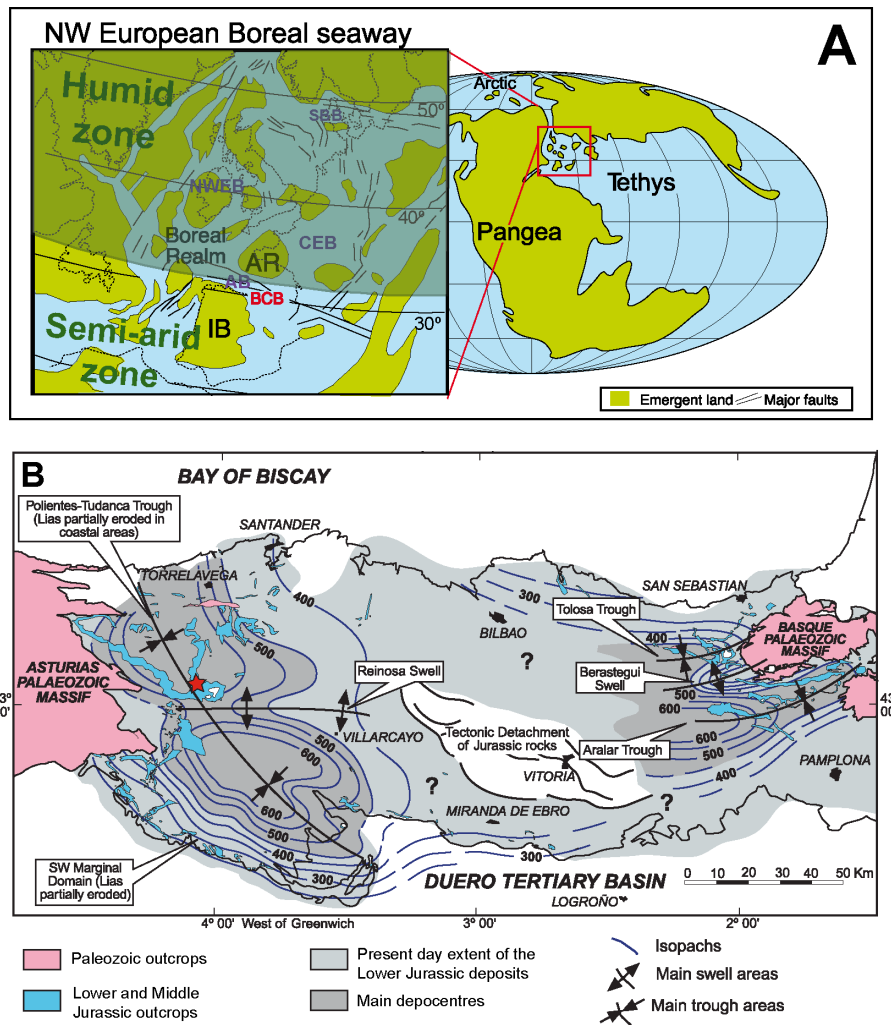 NW European Boreal seaway
A
Humid
zone
50º
SBB
NWEB
40º
Boreal
Realm
CEB
AR
AB
BCB
30º
Semi-arid
zone
IB
Arctic
Tethys
Pangea
Emergent land
Major faults
B
BAY OF BISCAY
Polientes-Tudanca Trough
(Lias partially eroded in
coastal areas)
SANTANDER
TORRELAVEGA
400
300
SAN SEBASTIAN
Tolosa Trough
BILBAO
400
BASQUE
PALAEOZOIC
MASSIF
500
?
Berastegui
Swell
ASTURIAS
PALAEOZOIC
MASSIF
Reinosa Swell
500
600
3º
0'
43
00'
VILLARCAYO
500
600
Tectonic Detachment
of Jurassic rocks
Aralar Trough
600
500
400
VITORIA
PAMPLONA
?
?
MIRANDA DE EBRO
600
500
400
300
300
SW Marginal
Domain (Lias
partially eroded)
DUERO TERTIARY BASIN
LOGROÑO
0 10 20 30 40 50 Km
4º 00' West of Greenwich
3º 00'
2º 00'
Paleozoic outcrops
Lower and Middle
Jurassic outcrops
Present day extent of the
Lower Jurassic deposits
Main depocentres
Isopachs
Main swell areas
Main trough areas